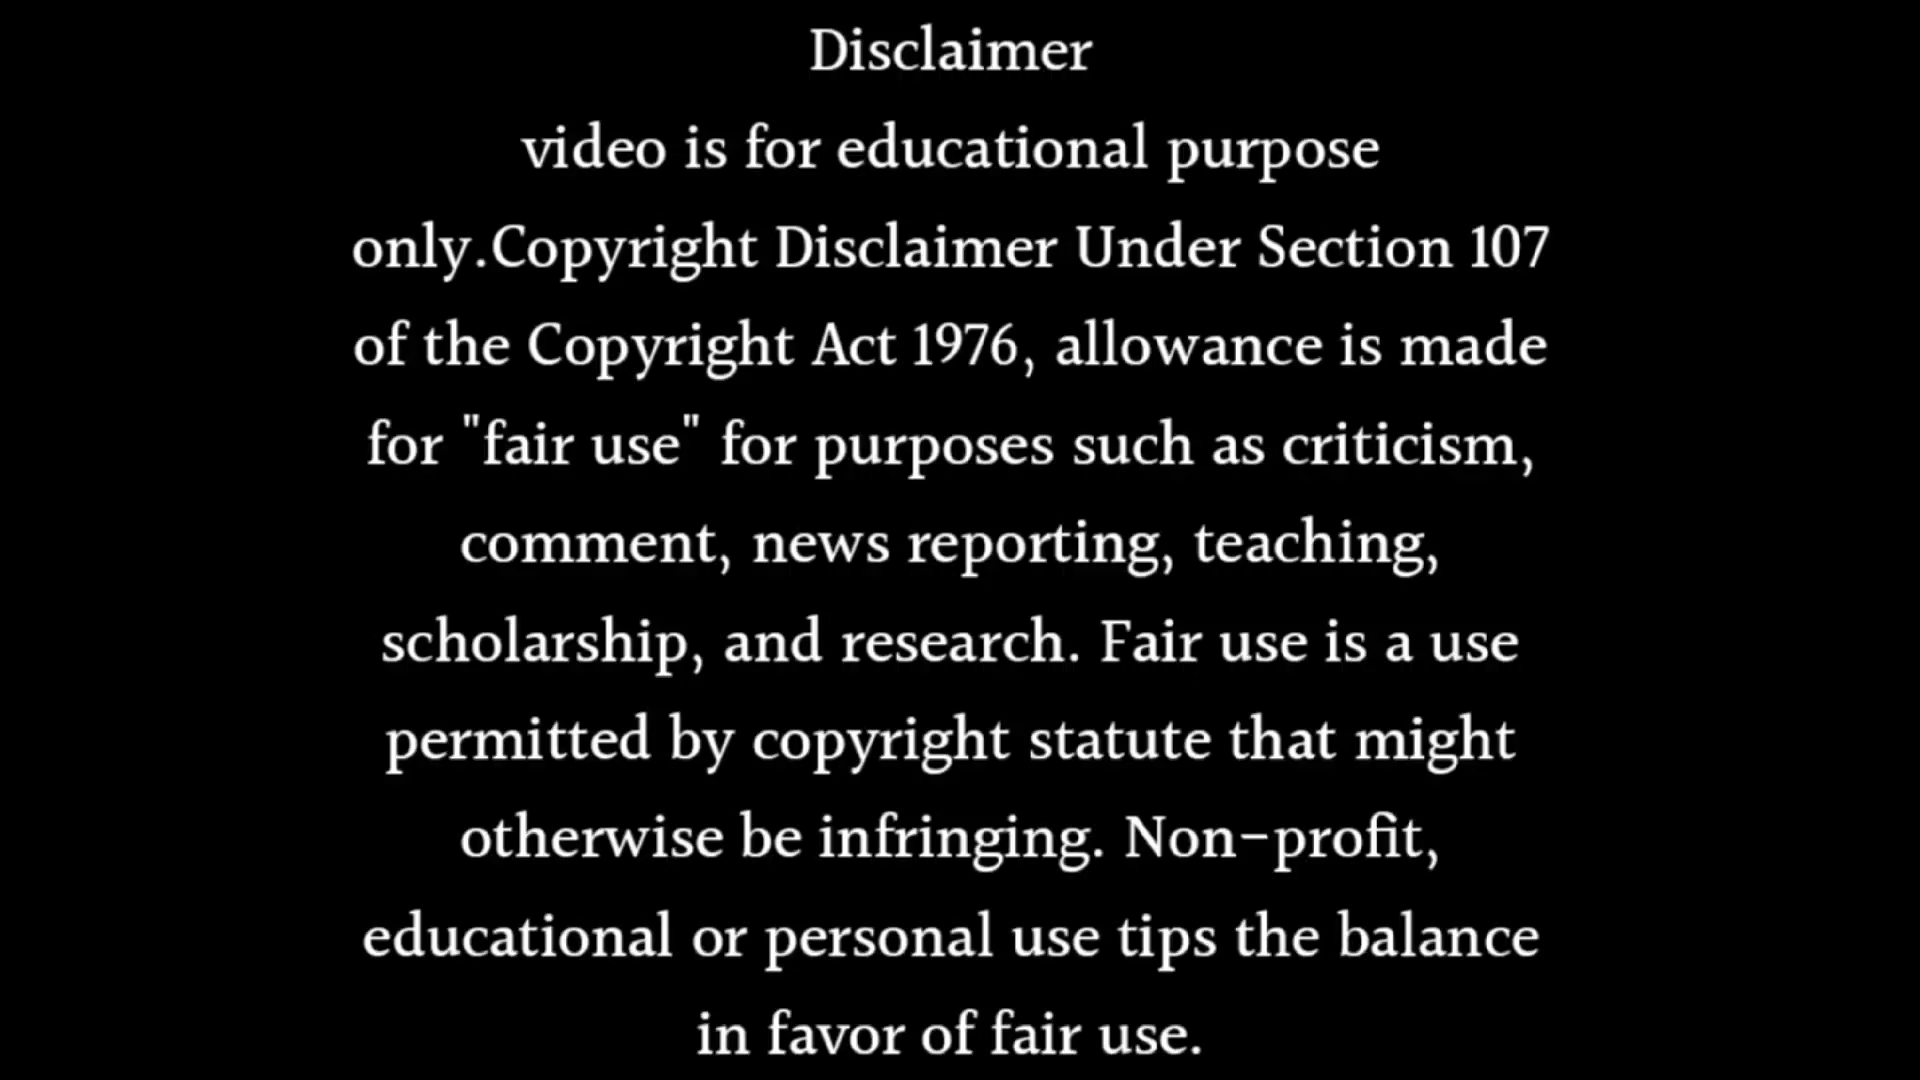 Disclaimer
video is for educational purpose
only.Copyright Disclaimer Under Section 107
of the Copyright Act 1976, allowance is made
for "fair use" for purposes such as criticism,
comment, news reporting, teaching,
scholarship, and research. Fair use is a use
permitted by copyright statute that might
otherwise be infringing. Non-profit,
educational or personal use tips the balance
in favor of fair use.